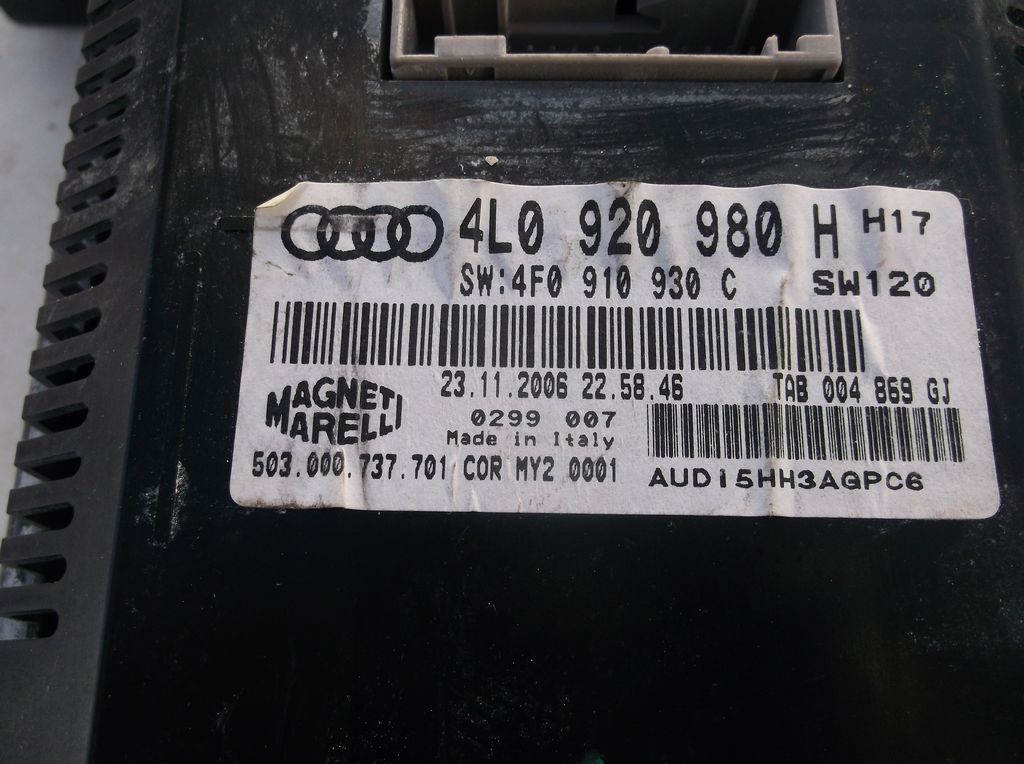 4L0 920 980 H H17
SW:4F0 910 930 C SW120
23.11.2006 22.58.46 TAB 004 869 GJ
MAGNETI
MARELLI
0299 007
Made in Italy
503.000.737.701 COR MY2 0001
AUDI5HH3AGPC6